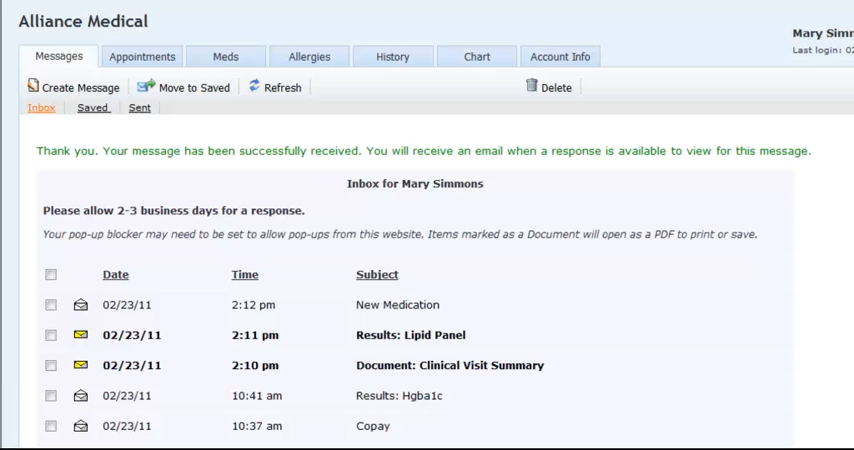 Alliance Medical
Mary Simm
Last login: 02
Messages Appointments Meds Allergies History Chart Account Info
Create Message Move to Saved Refresh Delete
Inbox Saved Sent
Thank you. Your message has been successfully received. You will receive an email when a response is available to view for this message.
Inbox for Mary Simmons
Please allow 2-3 business days for a response.
Your pop-up blocker may need to be set to allow pop-ups from this website. Items marked as a Document will open as a PDF to print or save.
Date Time Subject
02/23/11 2:12 pm New Medication
02/23/11 2:11 pm Results: Lipid Panel
02/23/11 2:10 pm Document: Clinical Visit Summary
02/23/11 10:41 am Results: Hgba1c
02/23/11 10:37 am Copay